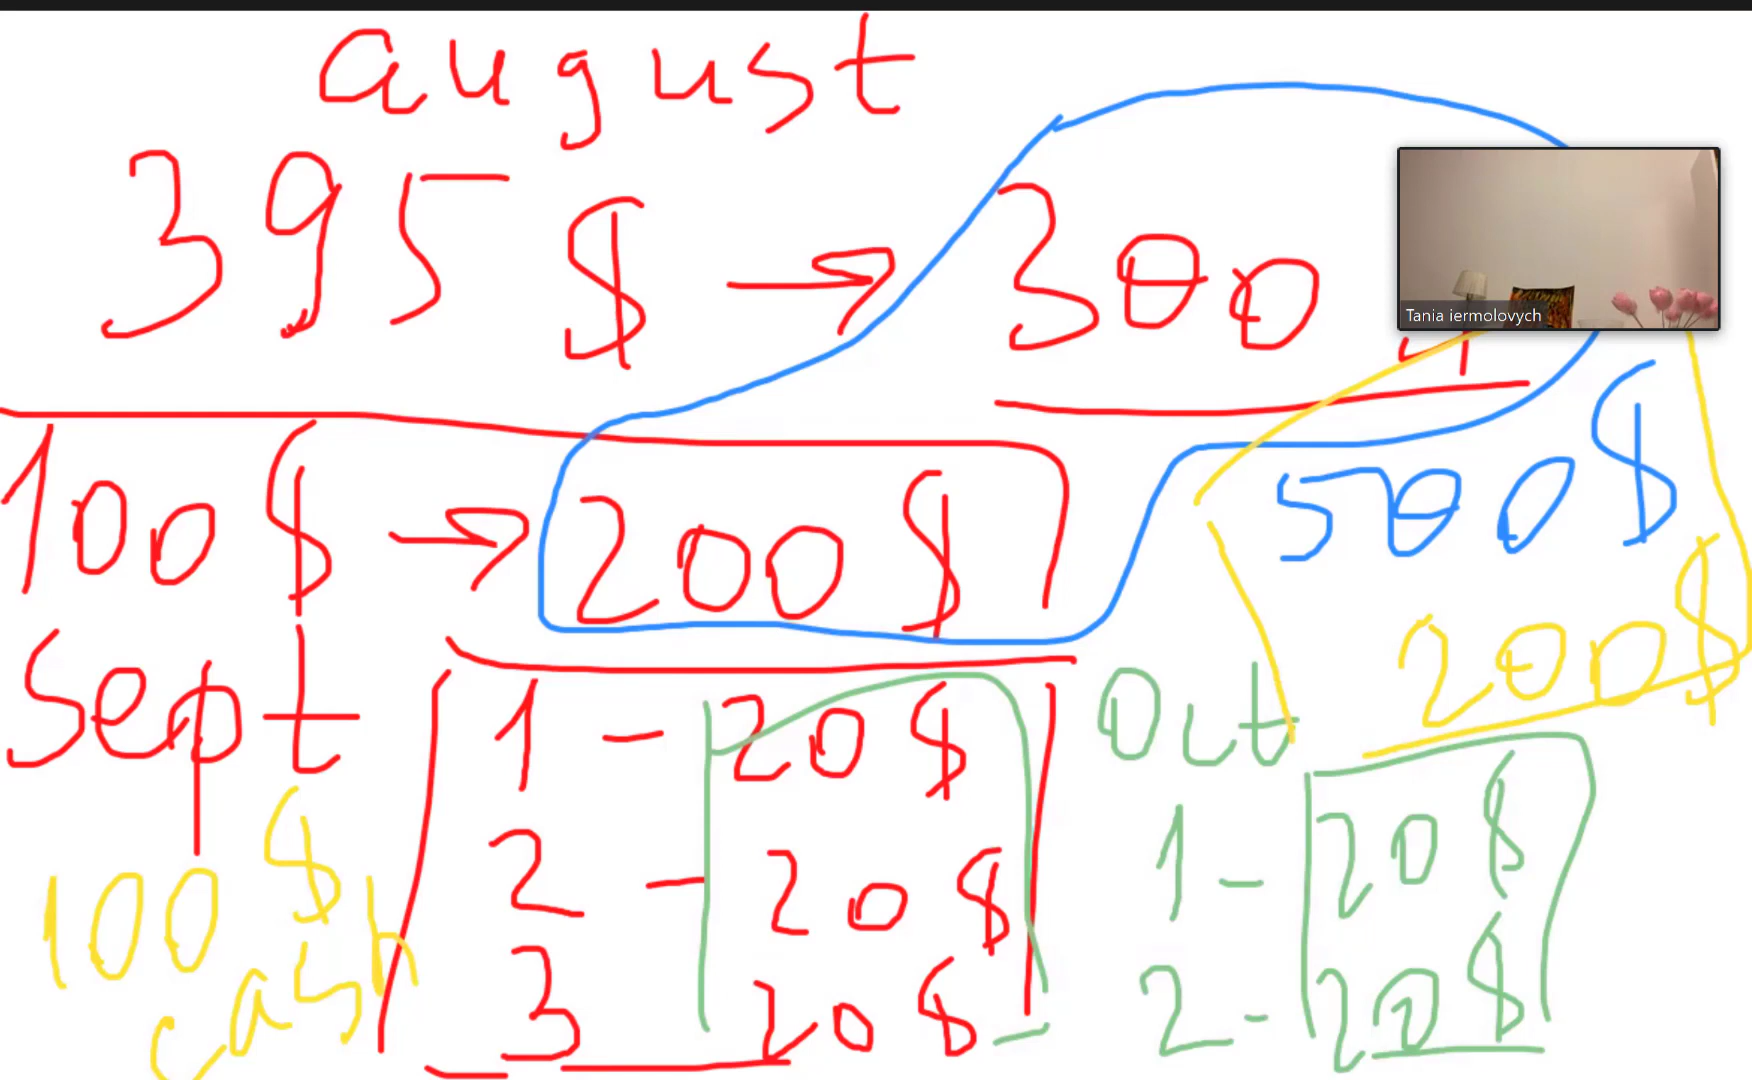 august
395 $ → 300 $
Tania iermolovych
100 $ → 200 $
500 $
200 $
sept
1 - 20 $
2 - 20 $
3 20 $
Oct
1 - 20 $
2 - 20 $
100 $
cash